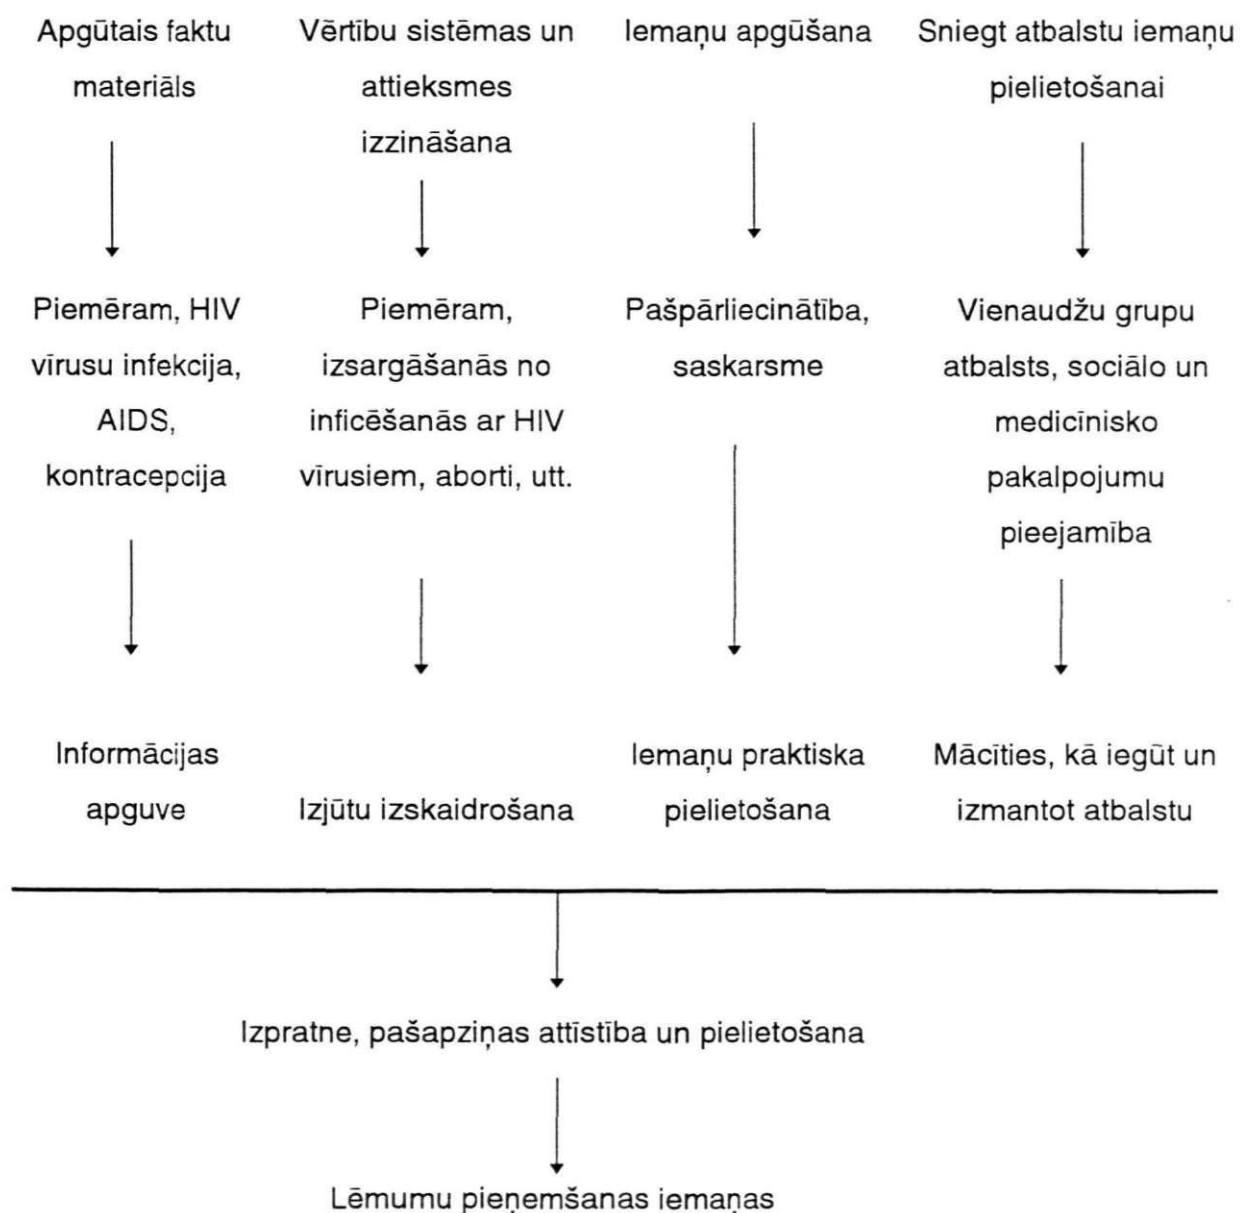 Apgūtais faktu
materiāls
Vērtību sistēmas un
attieksmes
izzināšana
Iemaņu apgūšana
Sniegt atbalstu iemaņu
pielietošanai
Piemēram, HIV
vīrusu infekcija,
AIDS,
kontracepcija
Piemēram,
izsargāšanās no
inficēšanās ar HIV
vīrusiem, aborti, utt.
Pašpārliecinātība,
saskarsme
Vienaudžu grupu
atbalsts, sociālo un
medicīnisko
pakalpojumu
pieejamība
Informācijas
apguve
Izjūtu izskaidrošana
Iemaņu praktiska
pielietošana
Mācīties, kā iegūt un
izmantot atbalstu
Izpratne, pašapziņas attīstība un pielietošana
Lēmumu pieņemšanas iemaņas